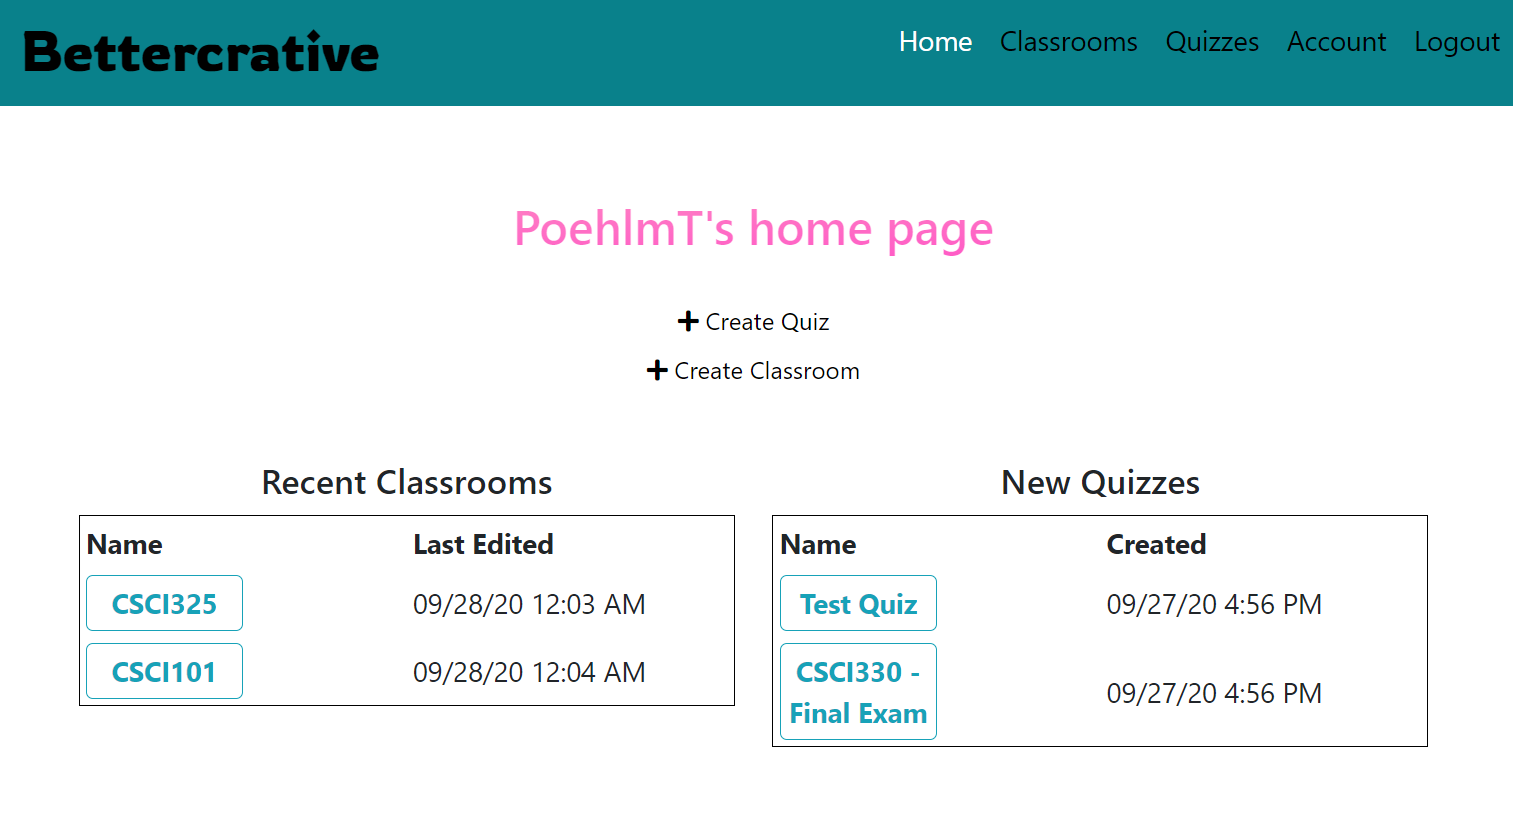 Bettercrative
Home Classrooms Quizzes Account Logout
PoehlmT's home page
Create Quiz
Create Classroom
Recent Classrooms
Name Last Edited
CSCI325 09/28/20 12:03 AM
CSCI101 09/28/20 12:04 AM
New Quizzes
Name Created
Test Quiz 09/27/20 4:56 PM
CSCI330 -
Final Exam 09/27/20 4:56 PM